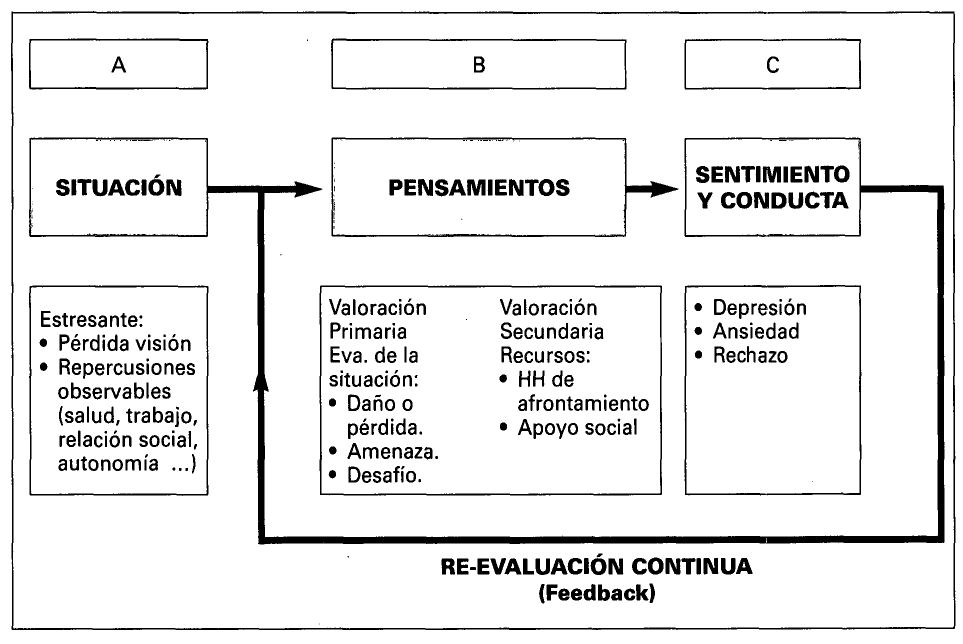 A
B
C
SITUACIÓN
PENSAMIENTOS
SENTIMIENTO
Y CONDUCTA
Estresante:
• Pérdida visión
• Repercusiones
observables
(salud, trabajo,
relación social,
autonomía ...)
Valoración
Primaria
Eva. de la
situación:
• Daño o
pérdida.
• Amenaza.
• Desafío.
Valoración
Secundaria
Recursos:
• HH de
afrontamiento
• Apoyo social
• Depresión
• Ansiedad
• Rechazo
RE-EVALUACIÓN CONTINUA
(Feedback)